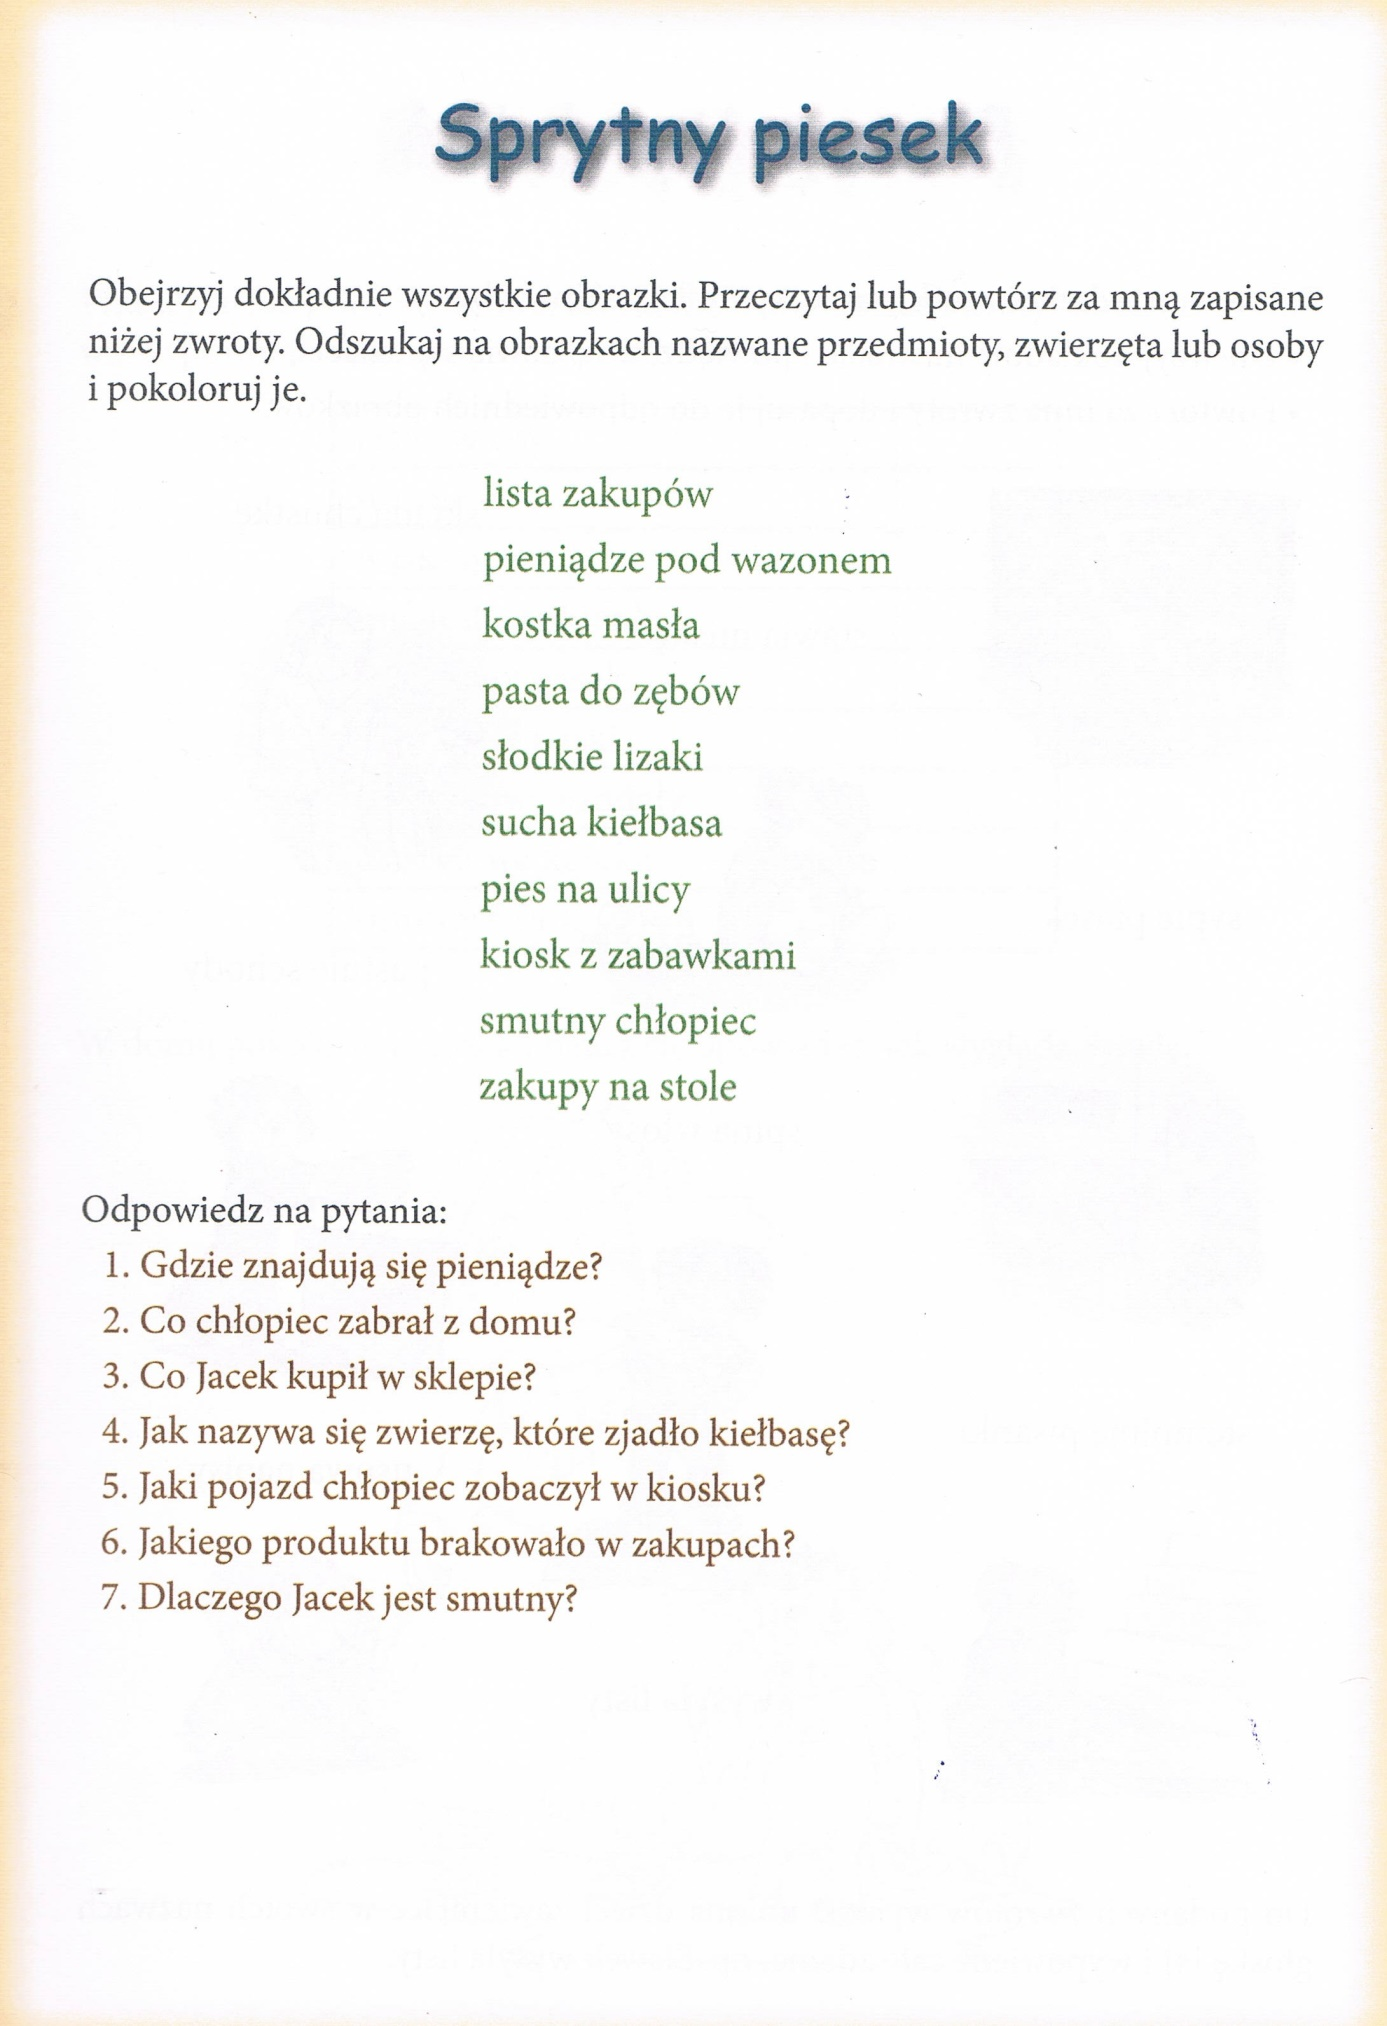 Sprytny piesek
Obejrzyj dokładnie wszystkie obrazki. Przeczytaj lub powtórz za mną zapisane
niżej zwroty. Odszukaj na obrazkach nazwane przedmioty, zwierzęta lub osoby
i pokoloruj je.
lista zakupów
pieniądze pod wazonem
kostka masła
pasta do zębów
słodkie lizaki
sucha kiełbasa
pies na ulicy
kiosk z zabawkami
smutny chłopiec
zakupy na stole
Odpowiedz na pytania:
1. Gdzie znajdują się pieniądze?
2. Co chłopiec zabrał z domu?
3. Co Jacek kupił w sklepie?
4. Jak nazywa się zwierzę, które zjadło kiełbasę?
5. Jaki pojazd chłopiec zobaczył w kiosku?
6. Jakiego produktu brakowało w zakupach?
7. Dlaczego Jacek jest smutny?